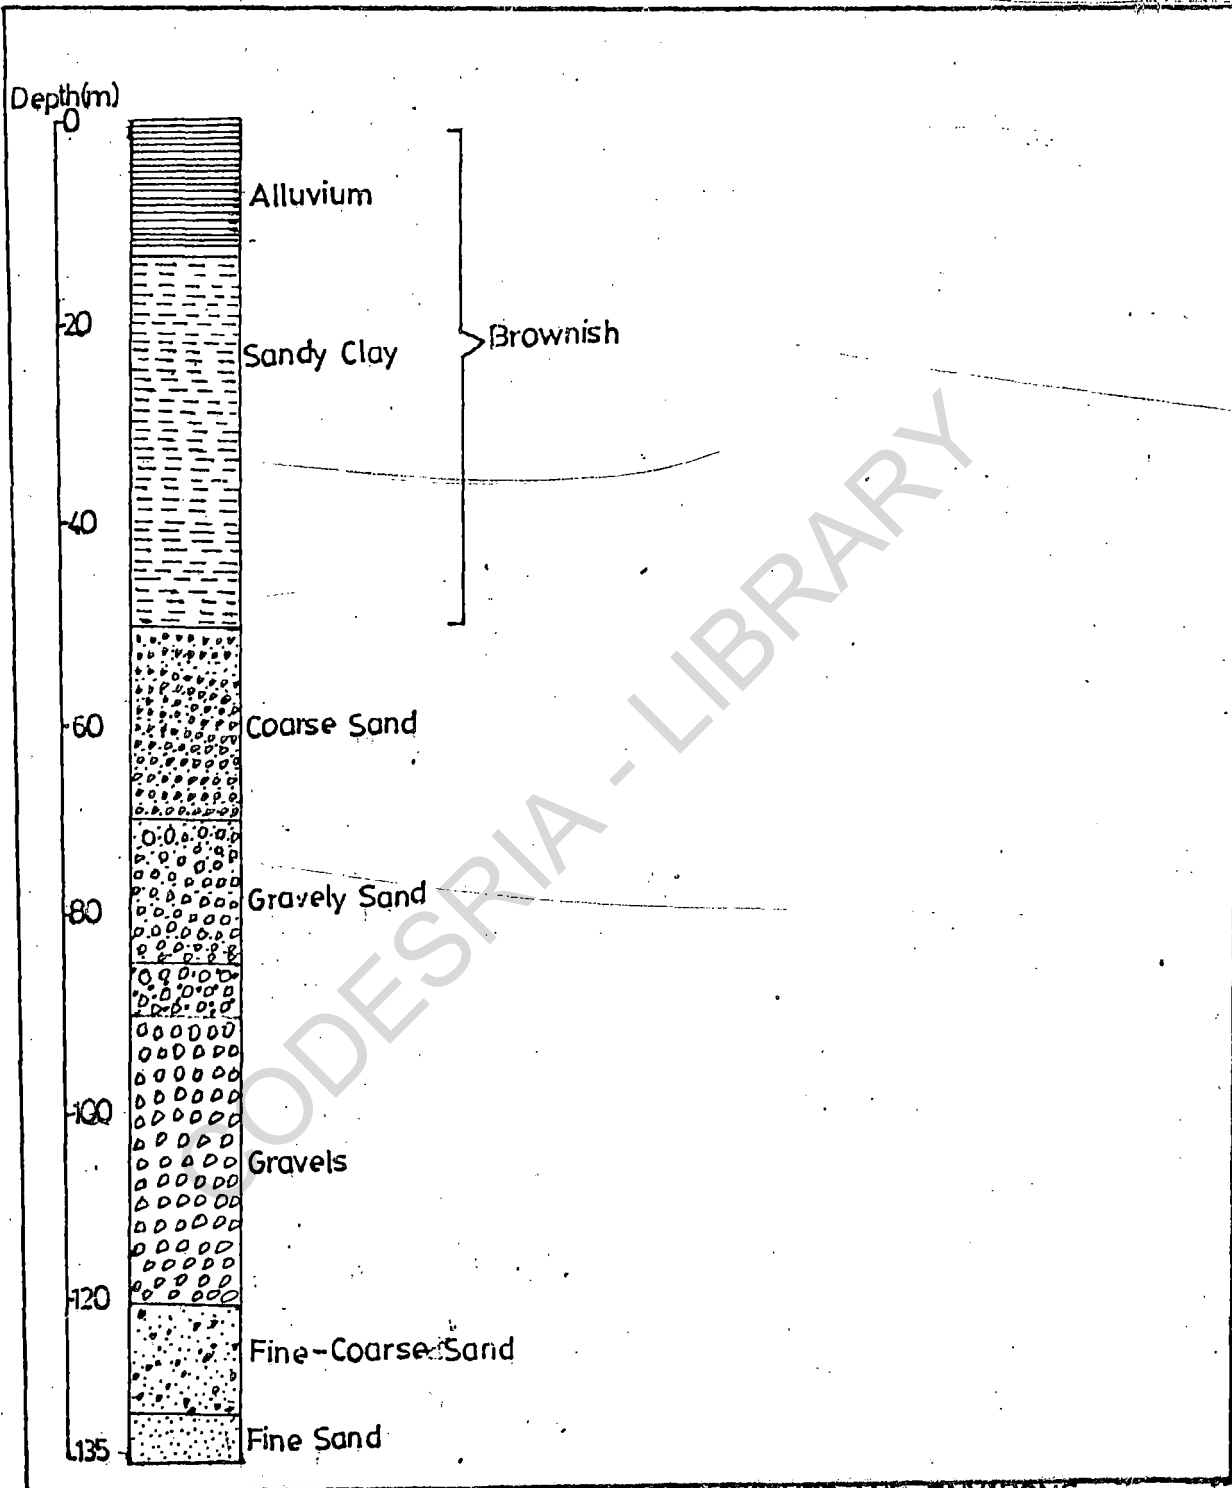 Depth(m)
0
Alluvium
20
Brownish
Sandy Clay
40
60
Coarse Sand
Gravely Sand
80
100
Gravels
120
Fine-Coarse Sand
Fine Sand
135
CODESRIA - LIBRARY